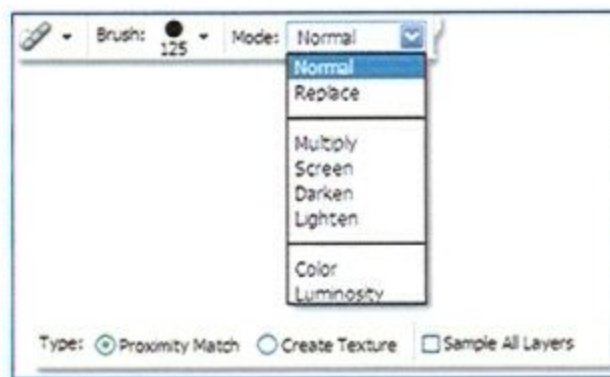 Brush: 125 Mode: Normal
Normal
Replace
Multiply
Screen
Darken
Lighten
Color
Luminosity
Type: Proximity Match Create Texture Sample All Layers